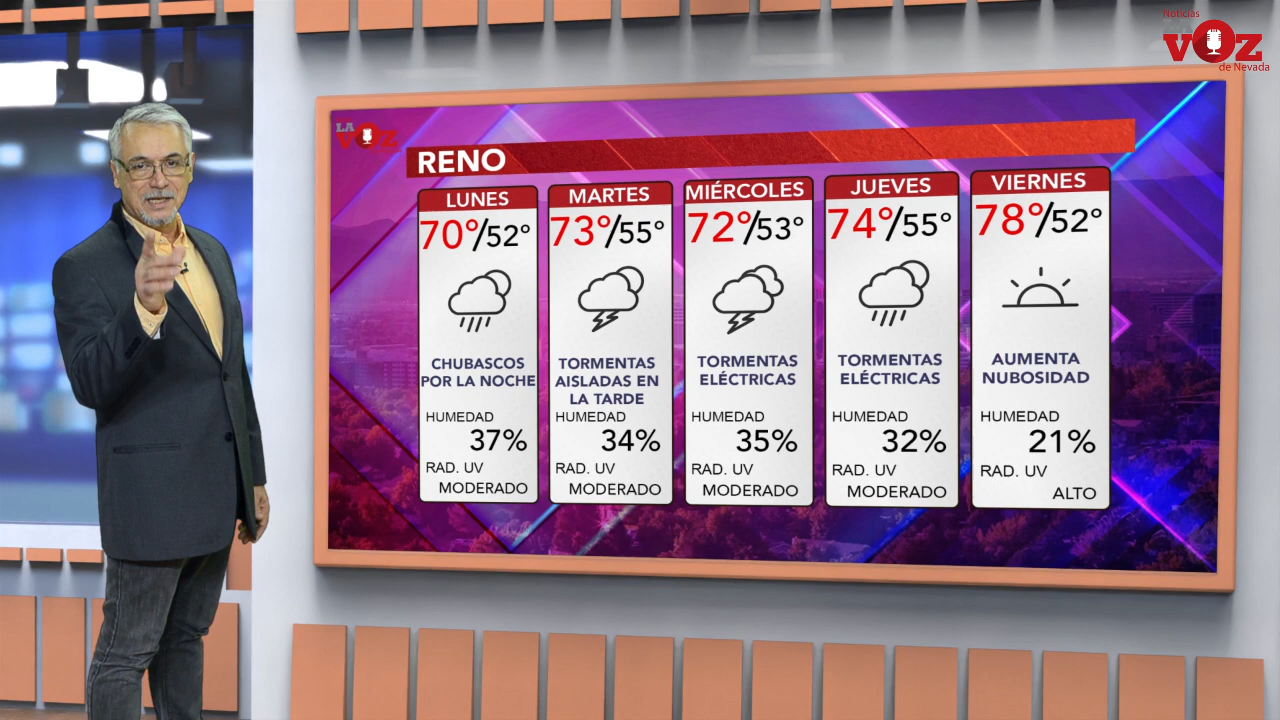 Noticias
VOZ
de Nevada
LA
VOZ
RENO
LUNES
70°/52°
CHUBASCOS
POR LA NOCHE
HUMEDAD
37%
RAD. UV
MODERADO
MARTES
73°/55°
TORMENTAS
AISLADAS EN
LA TARDE
HUMEDAD
34%
RAD. UV
MODERADO
MIÉRCOLES
72°/53°
TORMENTAS
ELÉCTRICAS
HUMEDAD
35%
RAD. UV
MODERADO
JUEVES
74°/55°
TORMENTAS
ELÉCTRICAS
HUMEDAD
32%
RAD. UV
MODERADO
VIERNES
78°/52°
AUMENTA
NUBOSIDAD
HUMEDAD
21%
RAD. UV
ALTO